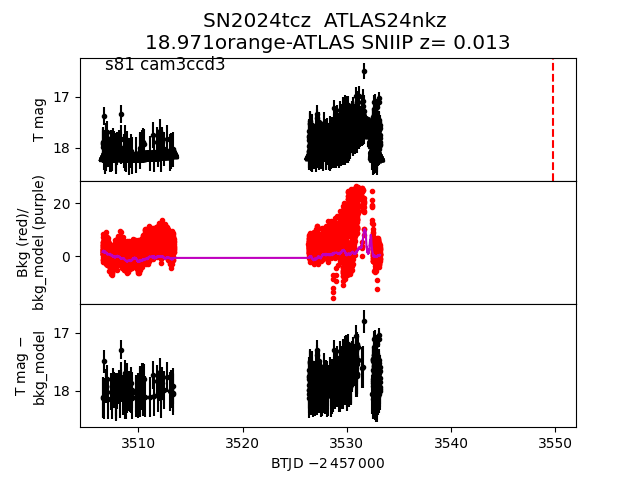 SN2024tcz  ATLAS24nkz
18.971orange-ATLAS SNIIP z= 0.013
s81 cam3ccd3
T mag
17
18
Bkg (red)/
bkg_model (purple)
20
0
T mag −
bkg_model
17
18
3510
3520
3530
3540
3550
BTJD −2 457 000